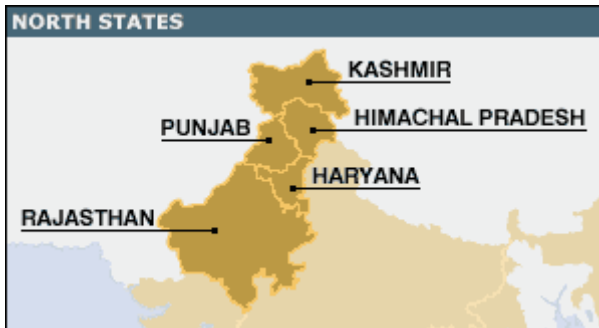 NORTH STATES
KASHMIR
HIMACHAL PRADESH
PUNJAB
HARYANA
RAJASTHAN